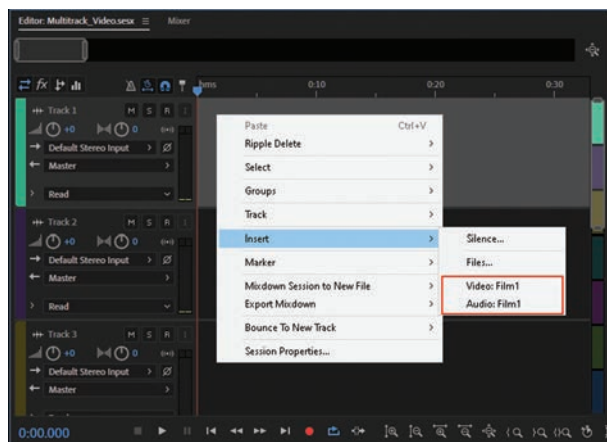 Editor: Multitrack_Video.sesx Mixer
fx
hms 0:10 0:20 0:30
Track 1 M S R I
+0 0
Default Stereo Input
Master
Read
Track 2 M S R I
+0 0
Default Stereo Input
Master
Read
Track 3 M S R I
+0 0
Default Stereo Input
Master
Paste Ctrl+V
Ripple Delete
Select
Groups
Track
Insert
Marker
Mixdown Session to New File
Export Mixdown
Bounce To New Track
Session Properties...
Silence...
Files...
Video: Film1
Audio: Film1
0:00.000